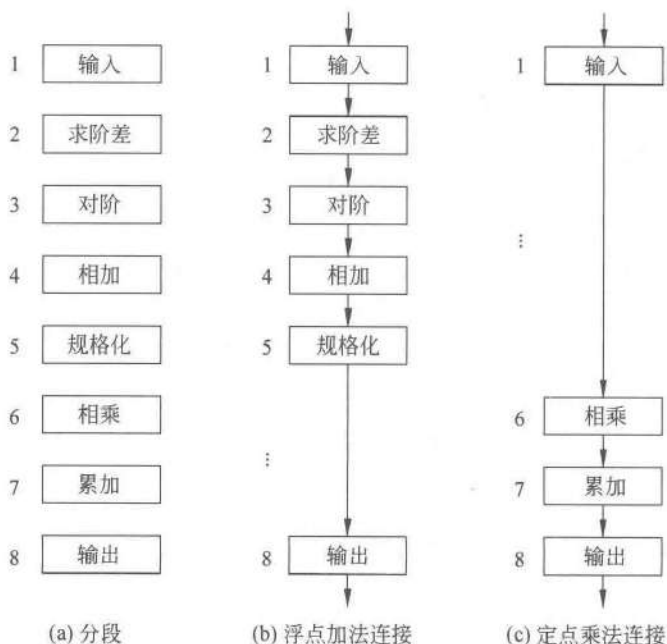 1 输入
2 求阶差
3 对阶
4 相加
5 规格化
6 相乘
7 累加
8 输出
(a) 分段
1 输入
2 求阶差
3 对阶
4 相加
5 规格化
⋮
8 输出
(b) 浮点加法连接
1 输入
⋮
6 相乘
7 累加
8 输出
(c) 定点乘法连接